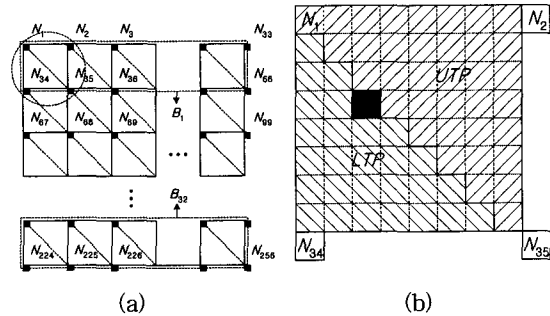 N1 N2 N3 N33
N34 N35 N36 N66
B1
N67 N68 N69 N99
B32
N224 N225 N226 N256
(a)
N1 N2
UTP
LTP
N34 N35
(b)